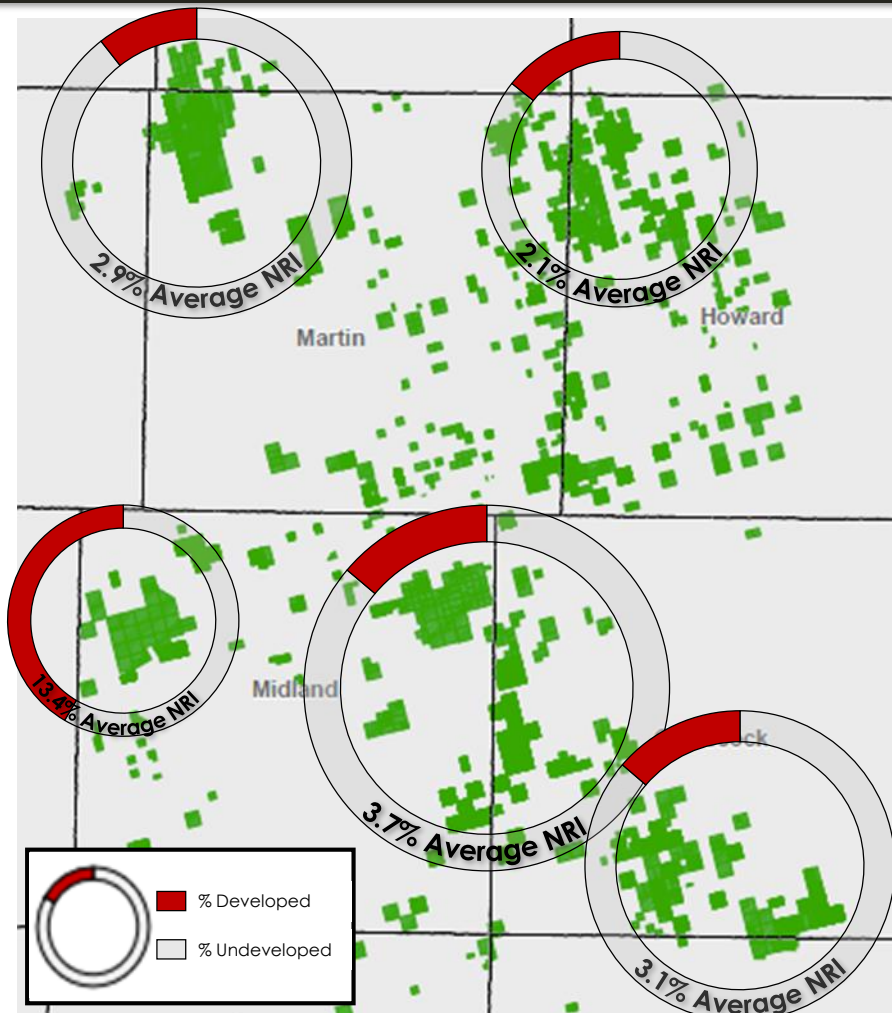 2.9% Average NRI
2.1% Average NRI
Howard
Martin
13.4% Average NRI
Midland
3.7% Average NRI
ock
% Developed
% Undeveloped
3.1% Average NRI